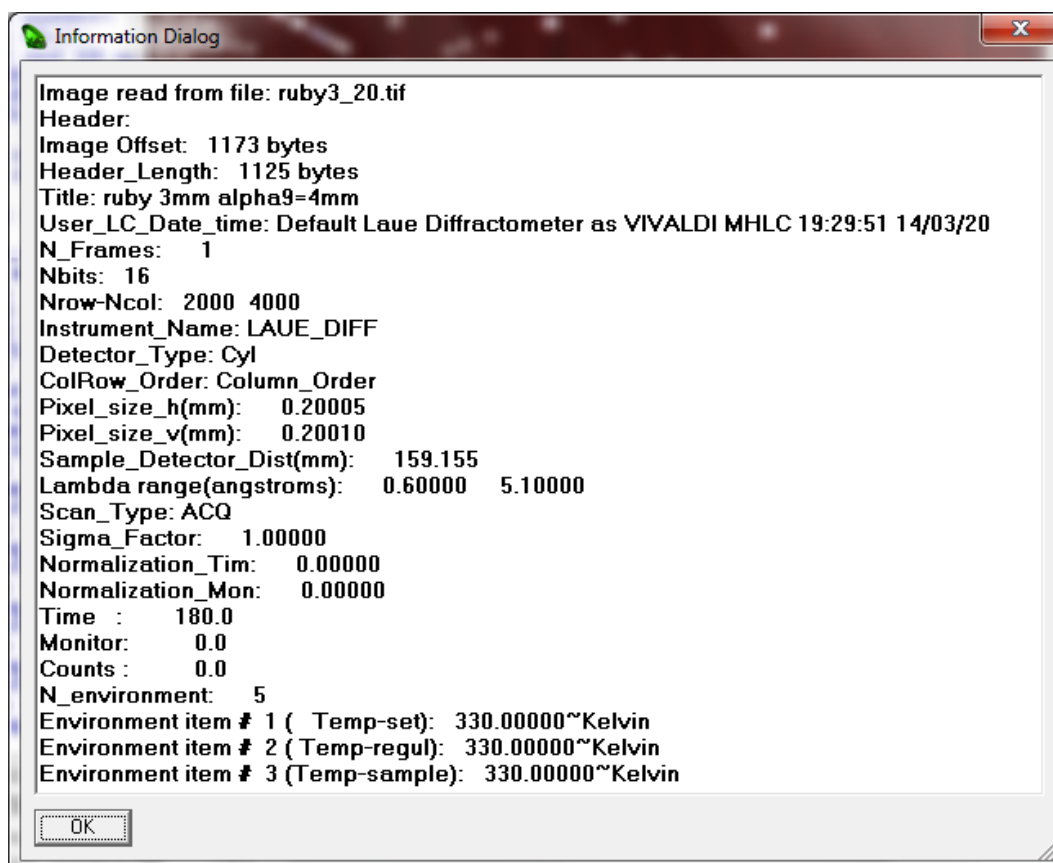 Information Dialog
Image read from file: ruby3_20.tif
Header:
Image Offset: 1173 bytes
Header_Length: 1125 bytes
Title: ruby 3mm alpha9=4mm
User_LC_Date_time: Default Laue Diffractometer as VIVALDI MHLC 19:29:51 14/03/20
N_Frames: 1
Nbits: 16
Nrow-Ncol: 2000 4000
Instrument_Name: LAUE_DIFF
Detector_Type: Cyl
ColRow_Order: Column_Order
Pixel_size_h(mm): 0.20005
Pixel_size_v(mm): 0.20010
Sample_Detector_Dist(mm): 159.155
Lambda range(angstroms): 0.60000 5.10000
Scan_Type: ACQ
Sigma_Factor: 1.00000
Normalization_Tim: 0.00000
Normalization_Mon: 0.00000
Time : 180.0
Monitor: 0.0
Counts : 0.0
N_environment: 5
Environment item # 1 ( Temp-set): 330.00000~Kelvin
Environment item # 2 ( Temp-regul): 330.00000~Kelvin
Environment item # 3 (Temp-sample): 330.00000~Kelvin
OK